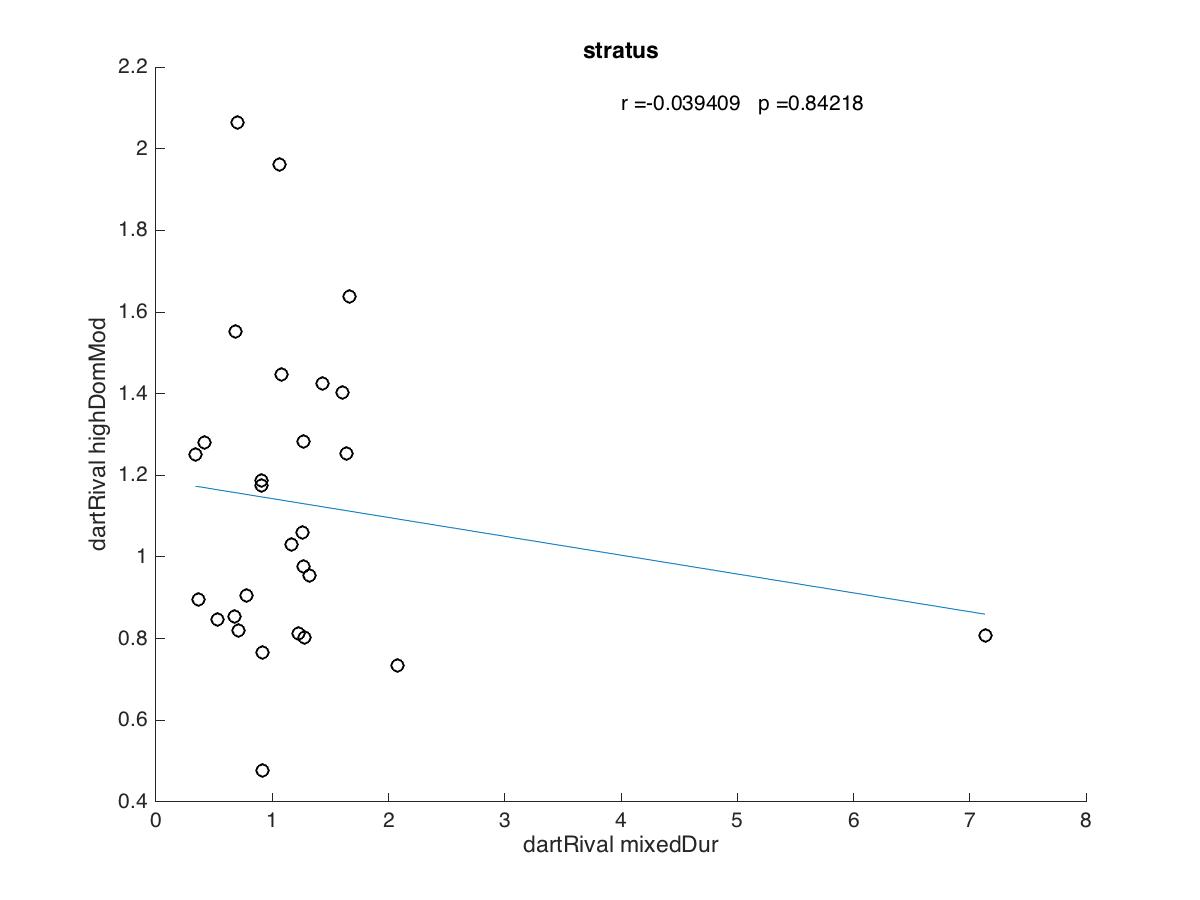 stratus
r =-0.039409 p =0.84218
2.2
2
1.8
1.6
1.4
1.2
1
0.8
0.6
0.4
dartRival highDomMod
0 1 2 3 4 5 6 7 8
dartRival mixedDur